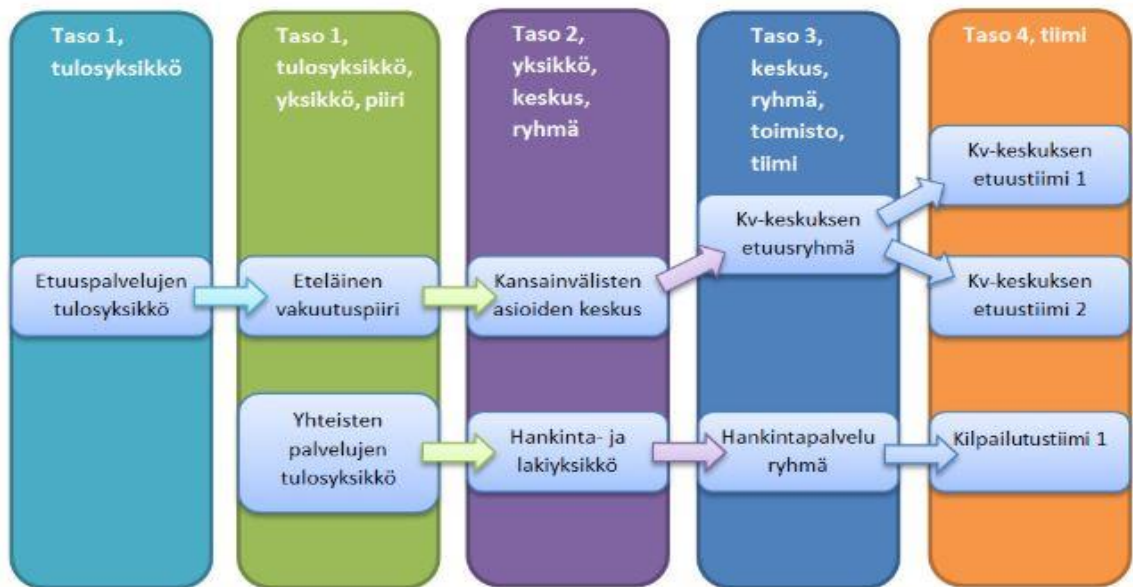 Taso 1,
tulosyksikkö
Taso 1,
tulosyksikkö,
yksikkö, piiri
Taso 2,
yksikkö,
keskus,
ryhmä
Taso 3,
keskus,
ryhmä,
toimisto,
tiimi
Taso 4, tiimi
Etuuspalvelujen
tulosyksikkö
Eteläinen
vakuutuspiiri
Kansainvälisten
asioiden keskus
Kv-keskuksen
etuusryhmä
Kv-keskuksen
etuustiimi 1
Kv-keskuksen
etuustiimi 2
Yhteisten
palvelujen
tulosyksikkö
Hankinta- ja
lakiyksikkö
Hankintapalvelu
ryhmä
Kilpailutustiimi 1